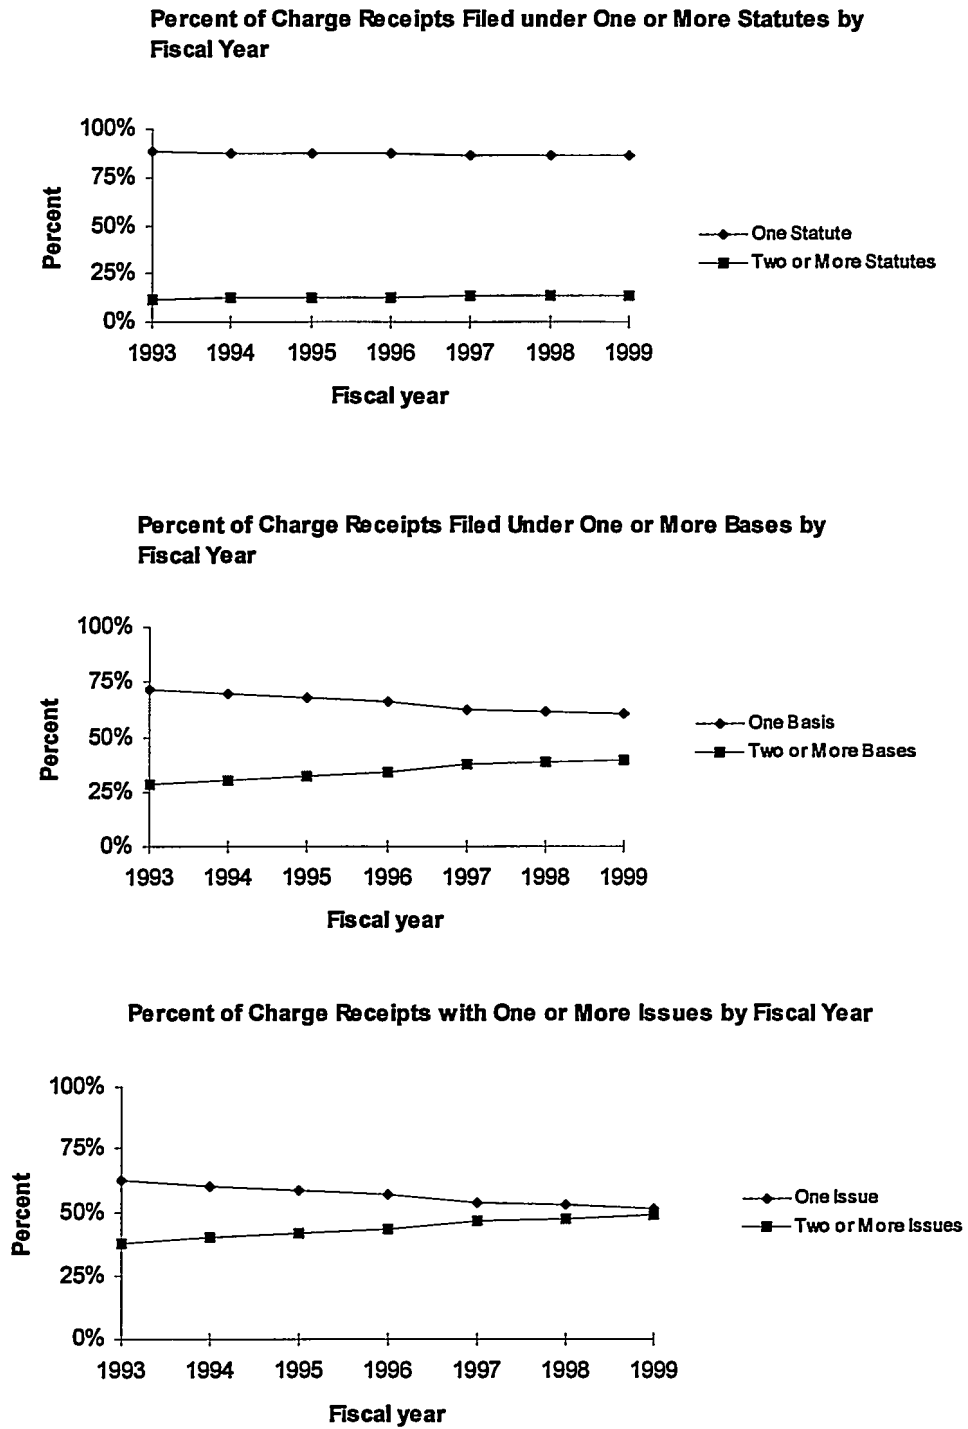 Percent of Charge Receipts Filed under One or More Statutes by
Fiscal Year
100%
75%
50%
25%
0%
Percent
1993 1994 1995 1996 1997 1998 1999
Fiscal year
One Statute
Two or More Statutes
Percent of Charge Receipts Filed Under One or More Bases by
Fiscal Year
100%
75%
50%
25%
0%
Percent
1993 1994 1995 1996 1997 1998 1999
Fiscal year
One Basis
Two or More Bases
Percent of Charge Receipts with One or More Issues by Fiscal Year
100%
75%
50%
25%
0%
Percent
1993 1994 1995 1996 1997 1998 1999
Fiscal year
One Issue
Two or More Issues